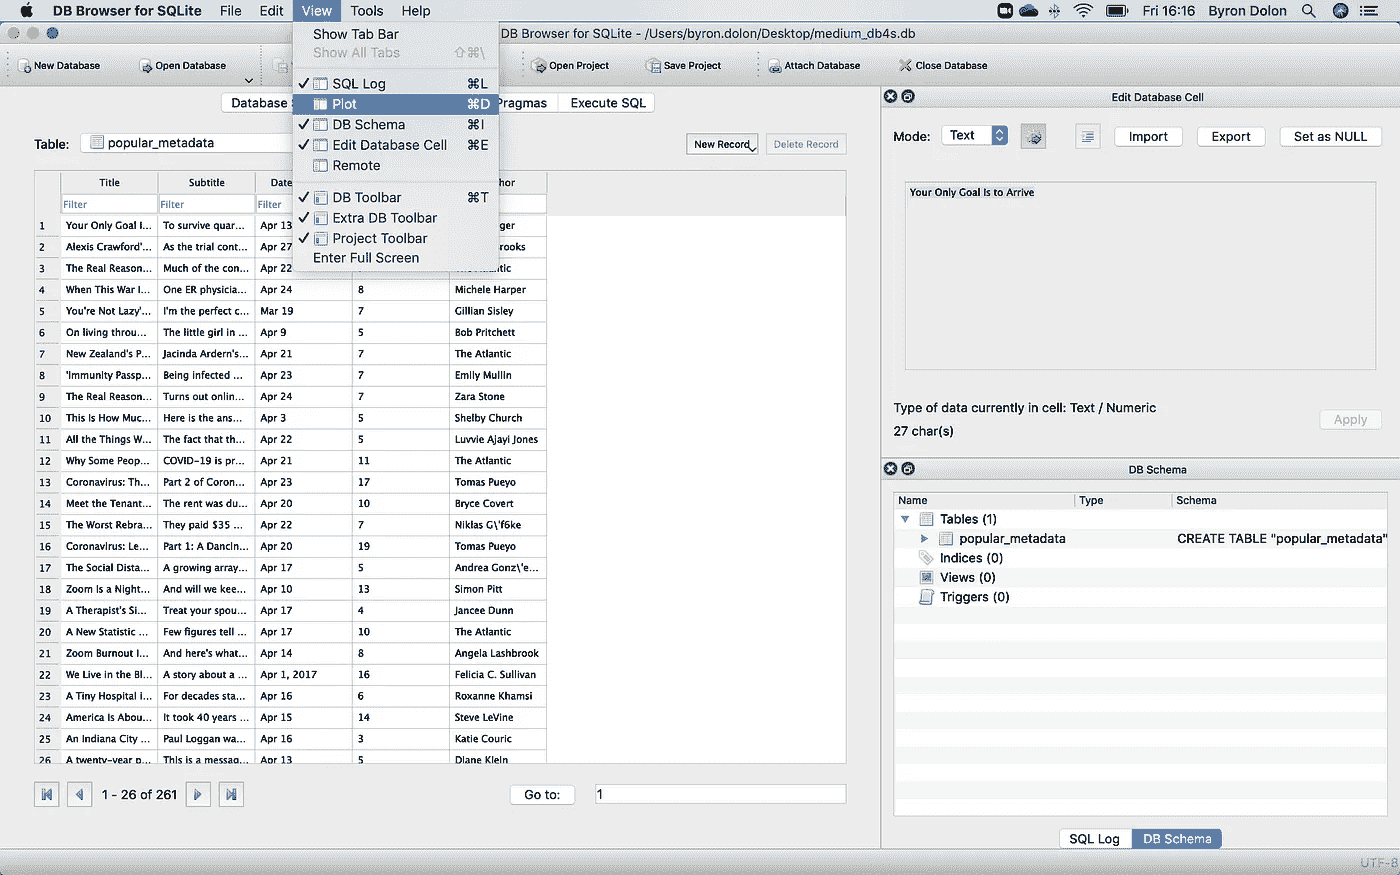 DB Browser for SQLite File Edit View Tools Help Fri 16:16 Byron Dolon
DB Browser for SQLite - /Users/byron.dolon/Desktop/medium_db4s.db
New Database Open Database Open Project Save Project Attach Database Close Database
Show Tab Bar
Show All Tabs ⇧⌘\
✓ SQL Log ⌘L
Plot ⌘D
✓ DB Schema ⌘I
✓ Edit Database Cell ⌘E
Remote
✓ DB Toolbar ⌘T
✓ Extra DB Toolbar
✓ Project Toolbar
Enter Full Screen
Database Pragmas Execute SQL
Table: popular_metadata New Record Delete Record
Title Subtitle Date
Filter Filter Filter
1 Your Only Goal I... To survive quar... Apr 13
2 Alexis Crawford'... As the trial cont... Apr 27
3 The Real Reason... Much of the con... Apr 22
4 When This War I... One ER physicia... Apr 24 8 Michele Harper
5 You're Not Lazy'... I'm the perfect c... Mar 19 7 Gillian Sisley
6 On living throu... The little girl in ... Apr 9 5 Bob Pritchett
7 New Zealand's P... Jacinda Ardern's... Apr 21 7 The Atlantic
8 'Immunity Passp... Being infected ... Apr 23 7 Emily Mullin
9 The Real Reason... Turns out onlin... Apr 24 7 Zara Stone
10 This Is How Muc... Here is the ans... Apr 3 5 Shelby Church
11 All the Things W... The fact that th... Apr 22 5 Luvvie Ajayi Jones
12 Why Some Peop... COVID-19 is pr... Apr 21 11 The Atlantic
13 Coronavirus: Th... Part 2 of Coron... Apr 23 17 Tomas Pueyo
14 Meet the Tenant... The rent was du... Apr 20 10 Bryce Covert
15 The Worst Rebra... They paid $35 ... Apr 22 7 Niklas G\'f6ke
16 Coronavirus: Le... Part 1: A Dancin... Apr 20 19 Tomas Pueyo
17 The Social Dista... A growing array... Apr 17 5 Andrea Gonz\'e...
18 Zoom Is a Night... And will we kee... Apr 10 13 Simon Pitt
19 A Therapist's Si... Treat your spou... Apr 17 4 Jancee Dunn
20 A New Statistic ... Few figures tell ... Apr 17 10 The Atlantic
21 Zoom Burnout I... And here's what... Apr 14 8 Angela Lashbrook
22 We Live in the Bl... A story about a ... Apr 1, 2017 16 Felicia C. Sullivan
23 A Tiny Hospital i... For decades sta... Apr 16 6 Roxanne Khamsi
24 America Is Abou... It took 40 years ... Apr 15 14 Steve LeVine
25 An Indiana City ... Paul Loggan wa... Apr 16 3 Katie Couric
26 A twenty-year p... This is a messag... Apr 13 5 Diane Klein
1 - 26 of 261 Go to: 1
Edit Database Cell
Mode: Text Import Export Set as NULL
Your Only Goal Is to Arrive
Type of data currently in cell: Text / Numeric
27 char(s)
Apply
DB Schema
Name Type Schema
Tables (1)
popular_metadata CREATE TABLE "popular_metadata"
Indices (0)
Views (0)
Triggers (0)
SQL Log DB Schema
UTF-8